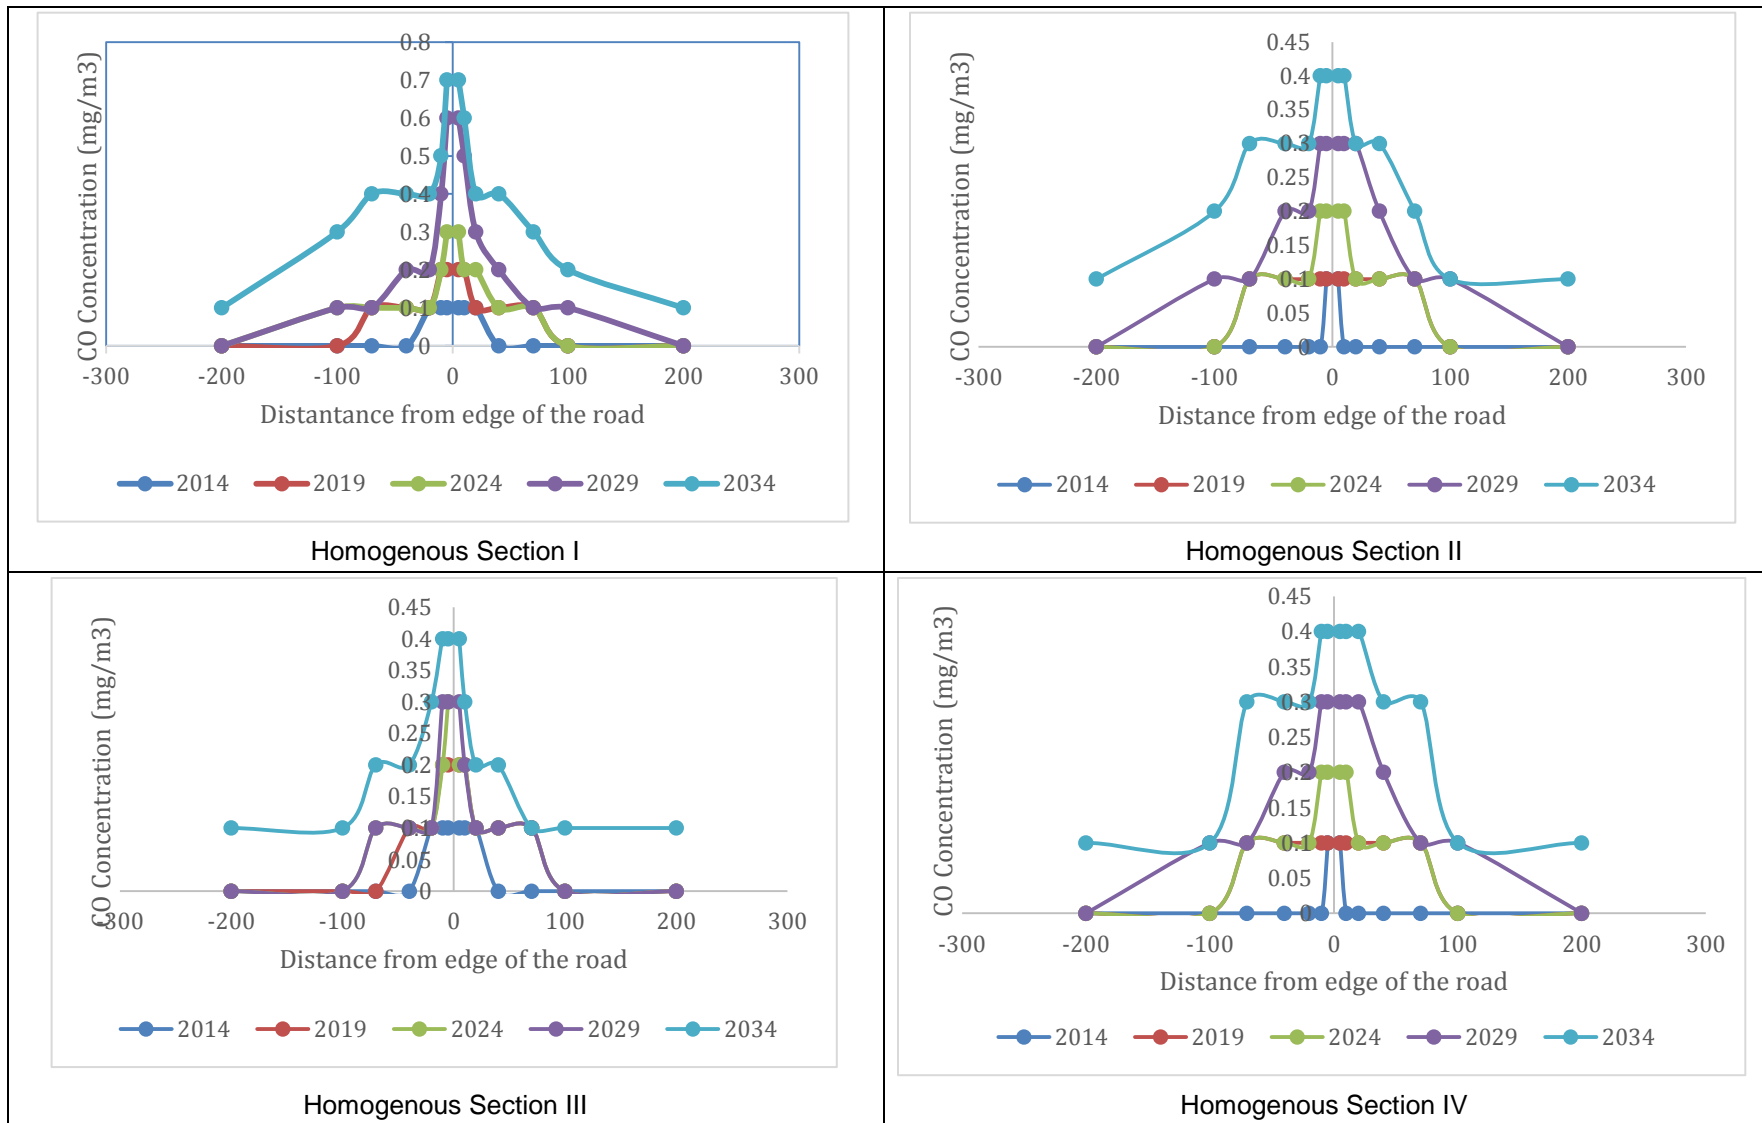 CO Concentration (mg/m3)
0.8
0.7
0.6
0.5
0.4
0.3
0.2
0.1
0
-300 -200 -100 0 100 200 300
Distantance from edge of the road
2014 2019 2024 2029 2034
Homogenous Section I
CO Concentration (mg/m3)
0.45
0.4
0.35
0.3
0.25
0.2
0.15
0.1
0.05
0
-300 -200 -100 0 100 200 300
Distance from edge of the road
2014 2019 2024 2029 2034
Homogenous Section II
CO Concentration (mg/m3)
0.45
0.4
0.35
0.3
0.25
0.2
0.15
0.1
0.05
0
-300 -200 -100 0 100 200 300
Distance from edge of the road
2014 2019 2024 2029 2034
Homogenous Section III
CO Concentration (mg/m3)
0.45
0.4
0.35
0.3
0.25
0.2
0.15
0.1
0.05
0
-300 -200 -100 0 100 200 300
Distance from edge of the road
2014 2019 2024 2029 2034
Homogenous Section IV